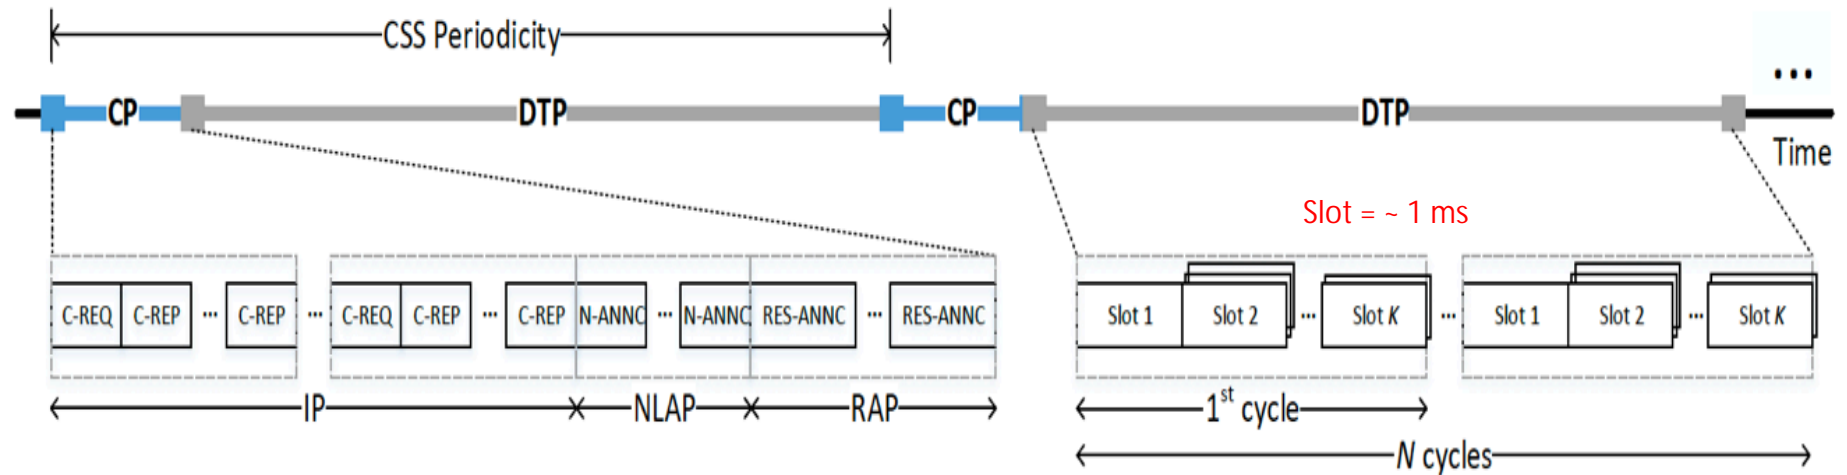 CSS Periodicity
CP DTP CP DTP
...
Time
Slot = ~ 1 ms
C-REQ C-REP ... C-REP ... C-REQ C-REP ... C-REP N-ANNC ... N-ANNC RES-ANNC ... RES-ANNC
Slot 1 Slot 2 ... Slot K ... Slot 1 Slot 2 ... Slot K
IP NLAP RAP 1st cycle
N cycles